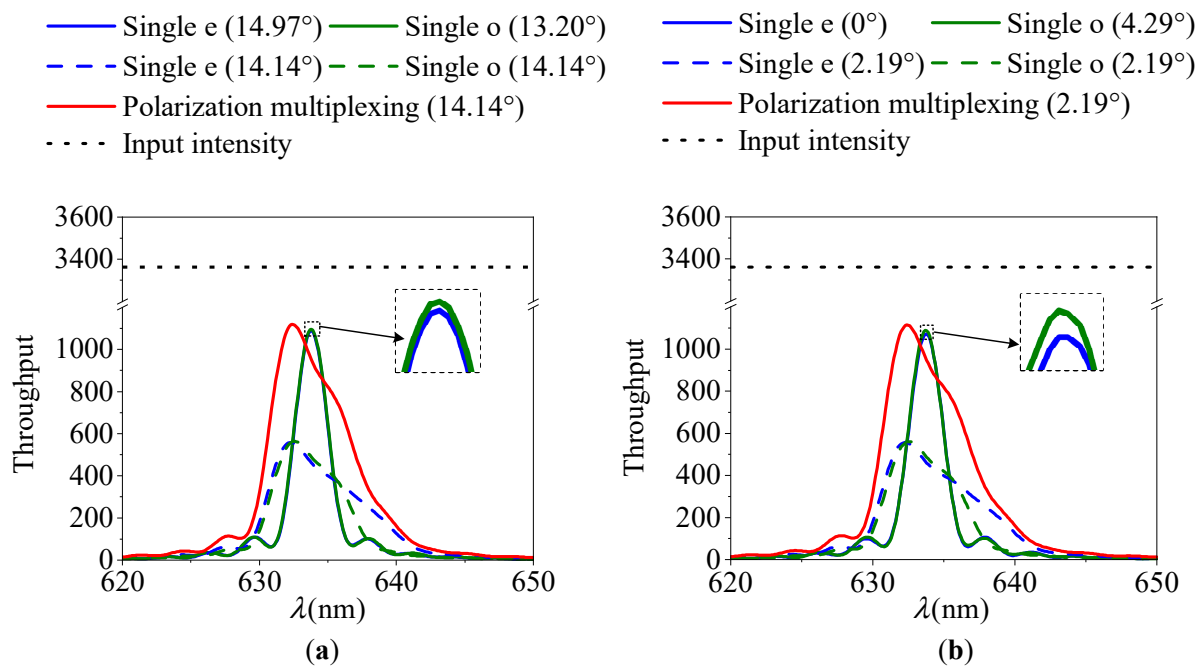 Single e (14.97°) Single o (13.20°)
Single e (14.14°) Single o (14.14°)
Polarization multiplexing (14.14°)
Input intensity
3600
3400
1000
800
600
400
200
0
Throughput
620 630 640 650
λ(nm)
(a)
Single e (0°) Single o (4.29°)
Single e (2.19°) Single o (2.19°)
Polarization multiplexing (2.19°)
Input intensity
3600
3400
1000
800
600
400
200
0
Throughput
620 630 640 650
λ(nm)
(b)